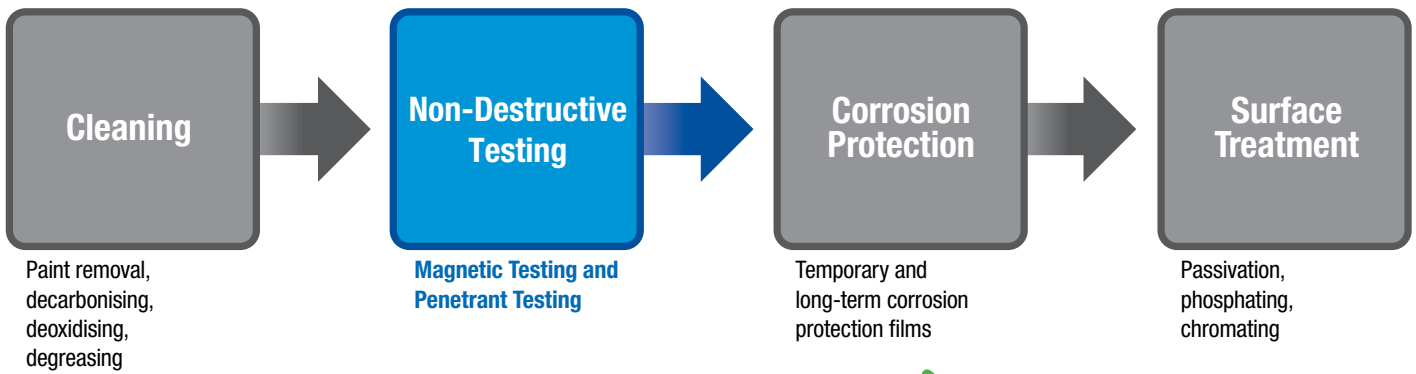 Cleaning
Non-Destructive
Testing
Corrosion
Protection
Surface
Treatment
Paint removal,
decarbonising,
deoxidising,
degreasing
Magnetic Testing and
Penetrant Testing
Temporary and
long-term corrosion
protection films
Passivation,
phosphating,
chromating